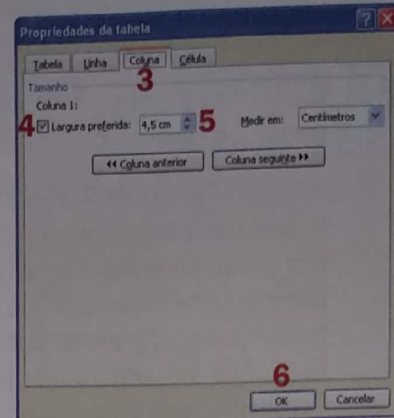 Propriedades da tabela
Tabela Linha Coluna Célula
3
Tamanho
Coluna 1:
4 Largura preferida: 4,5 cm 5 Medir em: Centímetros
Coluna anterior Coluna seguinte
6
OK Cancelar